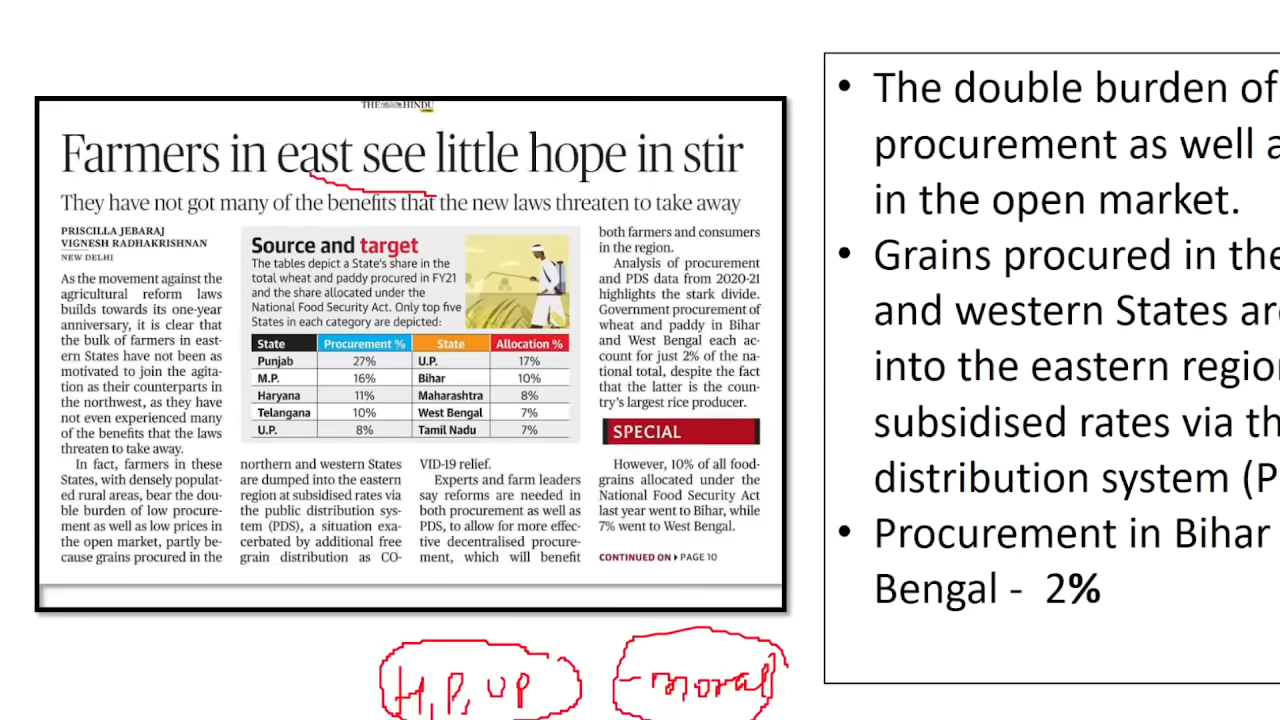 THE HINDU
Farmers in east see little hope in stir
They have not got many of the benefits that the new laws threaten to take away
PRISCILLA JEBARAJ
VIGNESH RADHAKRISHNAN
NEW DELHI
As the movement against the
agricultural reform laws
builds towards its one-year
anniversary, it is clear that
the bulk of farmers in east-
ern States have not been as
motivated to join the agita-
tion as their counterparts in
the northwest, as they have
not even experienced many
of the benefits that the laws
threaten to take away.
In fact, farmers in these
States, with densely populat-
ed rural areas, bear the dou-
ble burden of low procure-
ment as well as low prices in
the open market, partly be-
cause grains procured in the
Source and target
The tables depict a State's share in the
total wheat and paddy procured in FY21
and the share allocated under the
National Food Security Act. Only top five
States in each category are depicted:
State Procurement % State Allocation %
Punjab 27% U.P. 17%
M.P. 16% Bihar 10%
Haryana 11% Maharashtra 8%
Telangana 10% West Bengal 7%
U.P. 8% Tamil Nadu 7%
northern and western States
are dumped into the eastern
region at subsidised rates via
the public distribution sys-
tem (PDS), a situation exa-
cerbated by additional free
grain distribution as CO-
VID-19 relief.
Experts and farm leaders
say reforms are needed in
both procurement as well as
PDS, to allow for more effec-
tive decentralised procure-
ment, which will benefit
both farmers and consumers
in the region.
Analysis of procurement
and PDS data from 2020-21
highlights the stark divide.
Government procurement of
wheat and paddy in Bihar
and West Bengal each ac-
count for just 2% of the na-
tional total, despite the fact
that the latter is the coun-
try's largest rice producer.
SPECIAL
However, 10% of all food-
grains allocated under the
National Food Security Act
last year went to Bihar, while
7% went to West Bengal.
CONTINUED ON PAGE 10
H, P, UP
moral
• The double burden of
procurement as well a
in the open market.
• Grains procured in the
and western States are
into the eastern regio
subsidised rates via th
distribution system (P
• Procurement in Bihar
Bengal - 2%